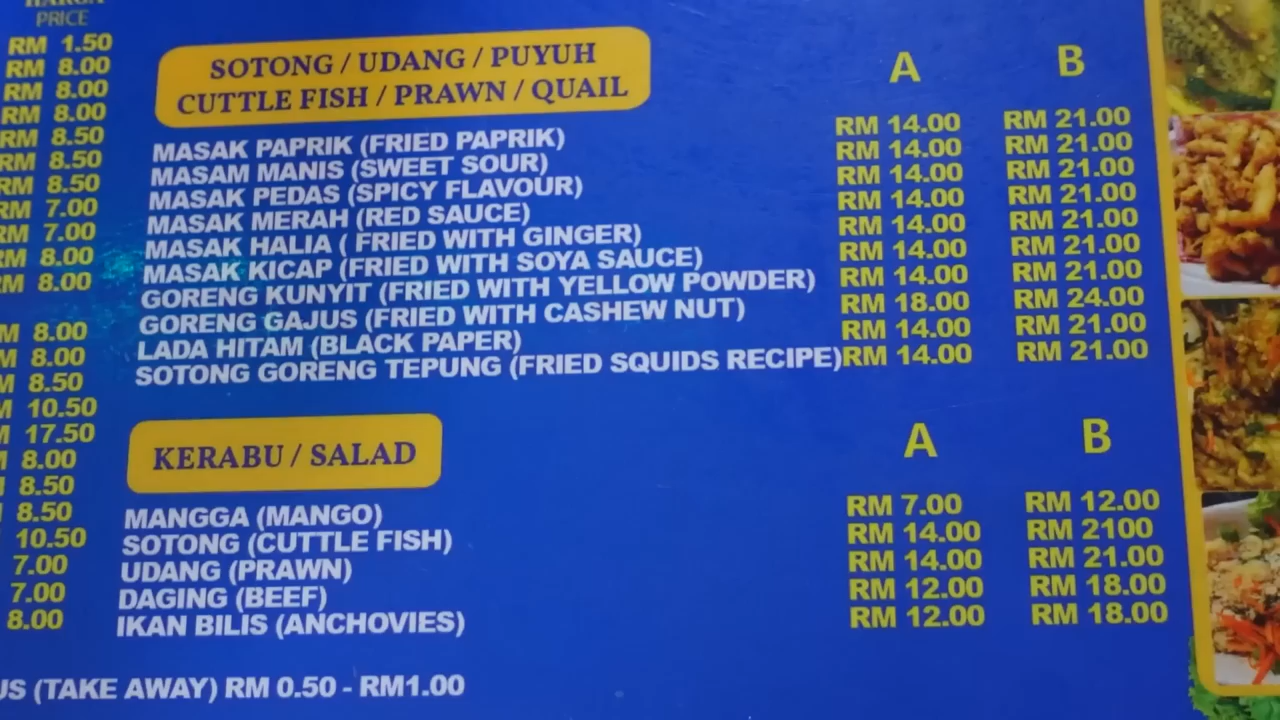 HARGA
PRICE
RM 1.50
RM 8.00
RM 8.00
RM 8.00
RM 8.50
RM 8.50
RM 8.50
RM 7.00
RM 7.00
RM 8.00
RM 8.00
M 8.00
M 8.00
M 8.50
M 10.50
M 17.50
8.00
8.50
8.50
10.50
7.00
7.00
8.00
SOTONG / UDANG / PUYUH
CUTTLE FISH / PRAWN / QUAIL
A B
MASAK PAPRIK (FRIED PAPRIK) RM 14.00 RM 21.00
MASAM MANIS (SWEET SOUR) RM 14.00 RM 21.00
MASAK PEDAS (SPICY FLAVOUR) RM 14.00 RM 21.00
MASAK MERAH (RED SAUCE) RM 14.00 RM 21.00
MASAK HALIA ( FRIED WITH GINGER) RM 14.00 RM 21.00
MASAK KICAP (FRIED WITH SOYA SAUCE) RM 14.00 RM 21.00
GORENG KUNYIT (FRIED WITH YELLOW POWDER) RM 14.00 RM 21.00
GORENG GAJUS (FRIED WITH CASHEW NUT) RM 18.00 RM 24.00
LADA HITAM (BLACK PAPER) RM 14.00 RM 21.00
SOTONG GORENG TEPUNG (FRIED SQUIDS RECIPE) RM 14.00 RM 21.00
KERABU / SALAD
A B
MANGGA (MANGO) RM 7.00 RM 12.00
SOTONG (CUTTLE FISH) RM 14.00 RM 2100
UDANG (PRAWN) RM 14.00 RM 21.00
DAGING (BEEF) RM 12.00 RM 18.00
IKAN BILIS (ANCHOVIES) RM 12.00 RM 18.00
US (TAKE AWAY) RM 0.50 - RM1.00